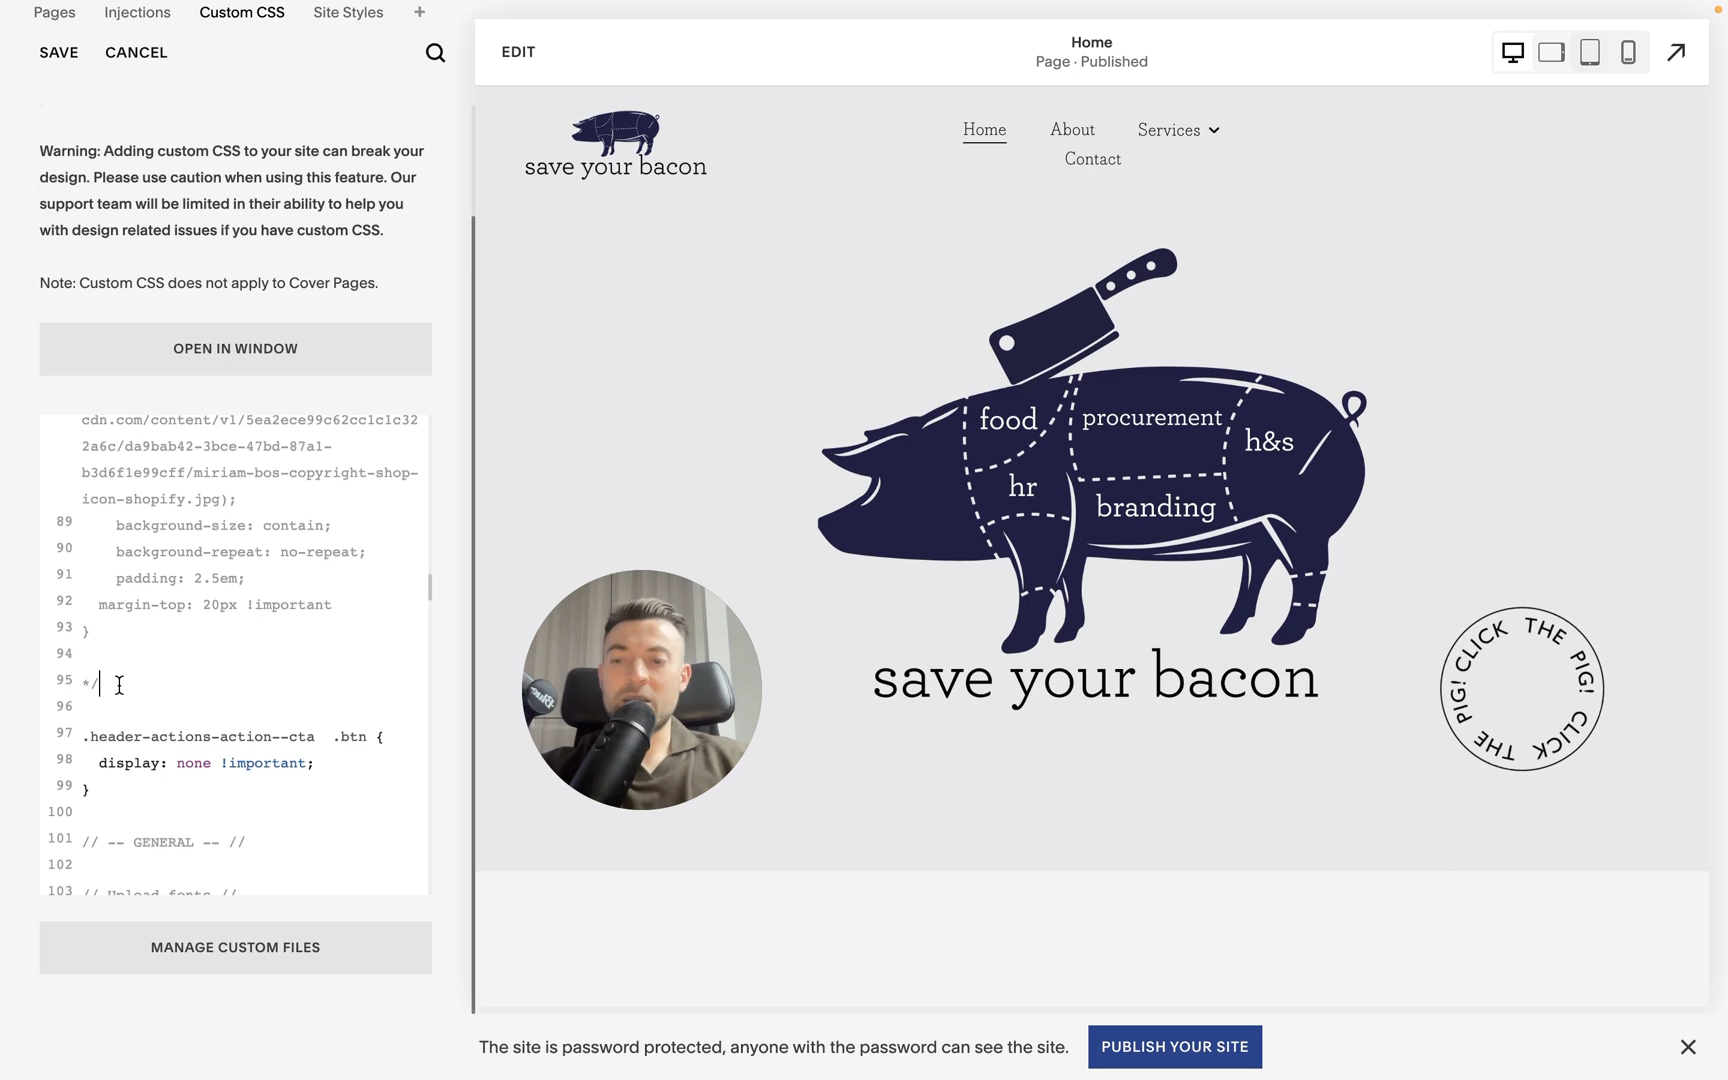 Pages Injections Custom CSS Site Styles +
SAVE CANCEL
Warning: Adding custom CSS to your site can break your
design. Please use caution when using this feature. Our
support team will be limited in their ability to help you
with design related issues if you have custom CSS.
Note: Custom CSS does not apply to Cover Pages.
OPEN IN WINDOW
cdn.com/content/v1/5ea2ece99c62cc1c1c32
2a6c/da9bab42-3bce-47bd-87a1-
b3d6f1e99cff/miriam-bos-copyright-shop-
icon-shopify.jpg);
89 background-size: contain;
90 background-repeat: no-repeat;
91 padding: 2.5em;
92 margin-top: 20px !important
93 }
94
95 */
96
97 .header-actions-action--cta .btn {
98 display: none !important;
99 }
100
101 // -- GENERAL -- //
102
103 // Upload fonts //
MANAGE CUSTOM FILES
EDIT
Home
Page · Published
save your bacon
Home About Services
Contact
food procurement h&s
hr branding
save your bacon
CLICK THE PIG! CLICK THE PIG!
The site is password protected, anyone with the password can see the site. PUBLISH YOUR SITE